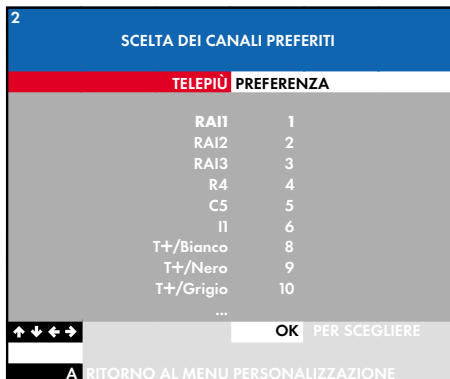 2
SCELTA DEI CANALI PREFERITI
TELEPIÙ PREFERENZA
RAI1 1
RAI2 2
RAI3 3
R4 4
C5 5
I1 6
T+/Bianco 8
T+/Nero 9
T+/Grigio 10
...
↑ ↓ ← → OK PER SCEGLIERE
A RITORNO AL MENU PERSONALIZZAZIONE